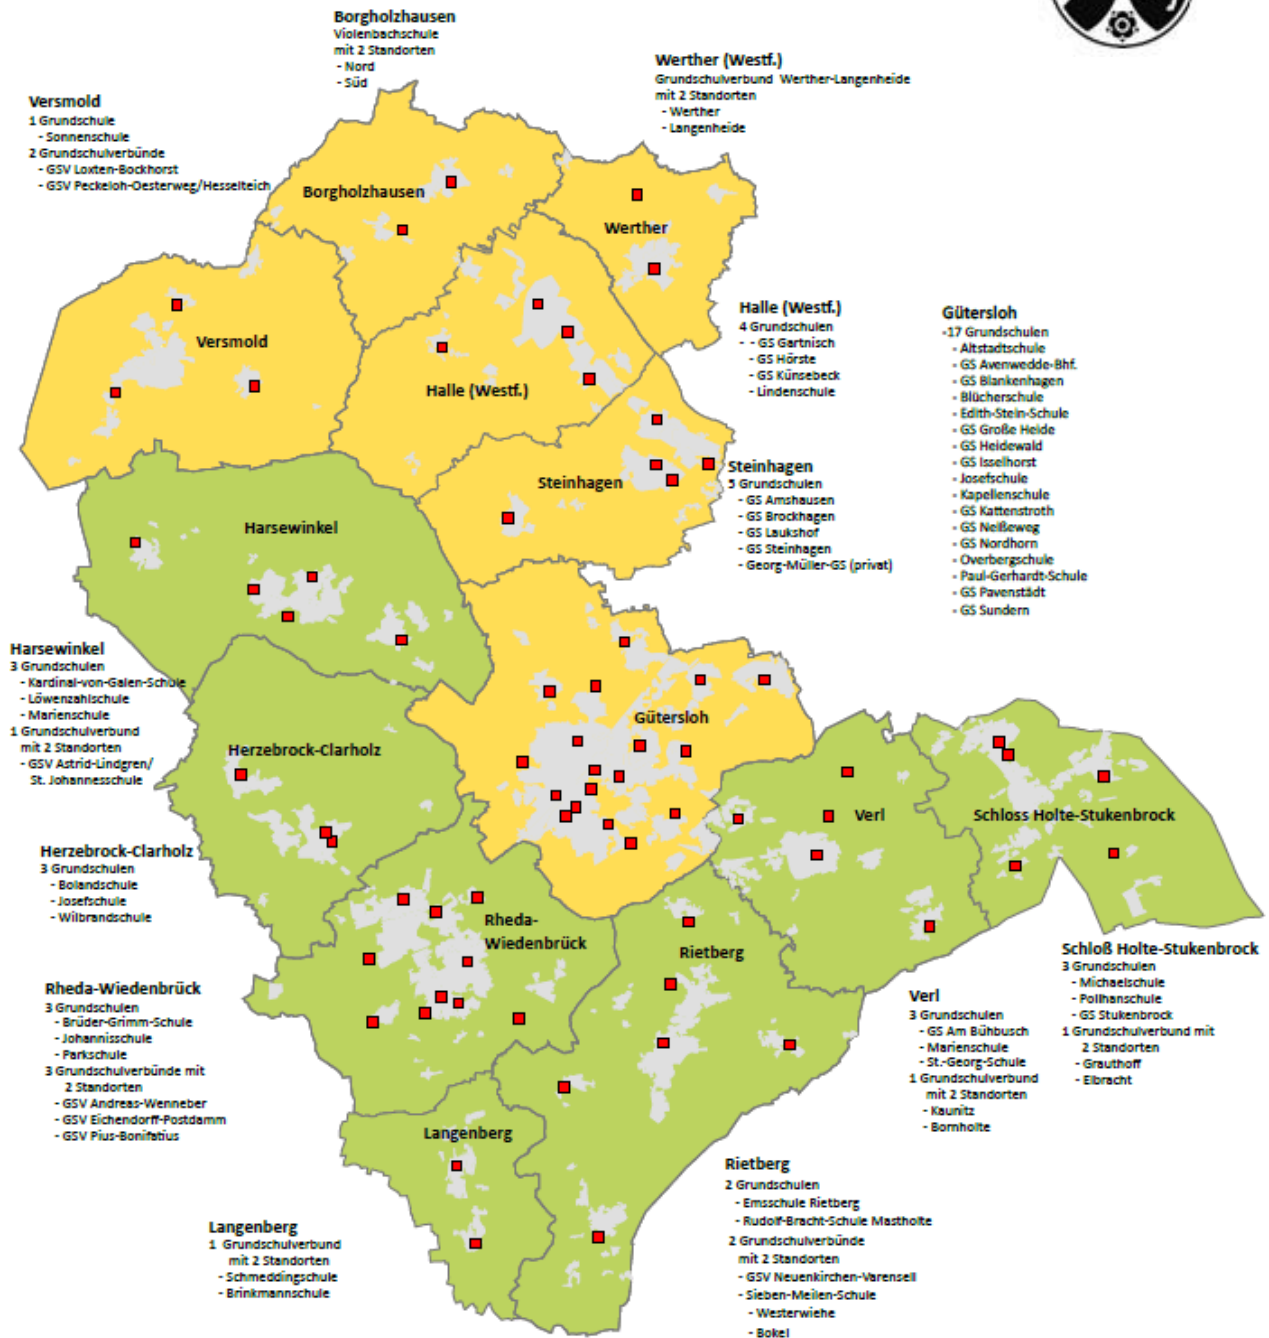 Borgholzhausen
Violenbachschule
mit 2 Standorten
- Nord
- Süd
Werther (Westf.)
Grundschulverbund Werther-Langenheide
mit 2 Standorten
- Werther
- Langenheide
Versmold
1 Grundschule
- Sonnenschule
2 Grundschulverbünde
- GSV Loxten-Bockhorst
- GSV Peckeloh-Oesterweg/Hesselteich
Borgholzhausen
Werther
Versmold
Halle (Westf.)
Halle (Westf.)
4 Grundschulen
- - GS Gartnisch
- GS Hörste
- GS Künsebeck
- Lindenschule
Gütersloh
-17 Grundschulen
- Altstadtschule
- GS Avenwedde-Bhf.
- GS Blankenhagen
- Blücherschule
- Edith-Stein-Schule
- GS Große Heide
- GS Heidewald
- GS Isselhorst
- Josefschule
- Kapellenschule
- GS Kattenstroth
- GS Neißeweg
- GS Nordhorn
- Overbergschule
- Paul-Gerhardt-Schule
- GS Pavenstädt
- GS Sundern
Steinhagen
Steinhagen
5 Grundschulen
- GS Amshausen
- GS Brockhagen
- GS Laukshof
- GS Steinhagen
- Georg-Müller-GS (privat)
Harsewinkel
Harsewinkel
3 Grundschulen
- Kardinal-von-Galen-Schule
- Löwenzahlschule
- Marienschule
1 Grundschulverbund
mit 2 Standorten
- GSV Astrid-Lindgren/
St. Johannesschule
Gütersloh
Herzebrock-Clarholz
Verl
Schloss Holte-Stukenbrock
Herzebrock-Clarholz
3 Grundschulen
- Bolandschule
- Josefschule
- Wilbrandschule
Rheda-
Wiedenbrück
Rietberg
Rheda-Wiedenbrück
3 Grundschulen
- Brüder-Grimm-Schule
- Johannisschule
- Parkschule
3 Grundschulverbünde mit
2 Standorten
- GSV Andreas-Wenneber
- GSV Eichendorff-Postdamm
- GSV Pius-Bonifatius
Schloß Holte-Stukenbrock
3 Grundschulen
- Michaelschule
- Pollhanschule
- GS Stukenbrock
1 Grundschulverbund mit
2 Standorten
- Grauthoff
- Elbracht
Verl
3 Grundschulen
- GS Am Bühbusch
- Marienschule
- St.-Georg-Schule
1 Grundschulverbund
mit 2 Standorten
- Kaunitz
- Bornholte
Langenberg
Langenberg
1 Grundschulverbund
mit 2 Standorten
- Schmeddingschule
- Brinkmannschule
Rietberg
2 Grundschulen
- Emsschule Rietberg
- Rudolf-Bracht-Schule Mastholte
2 Grundschulverbünde
mit 2 Standorten
- GSV Neuenkirchen-Varensell
- Sieben-Meilen-Schule
- Westerwiehe
- Bokel